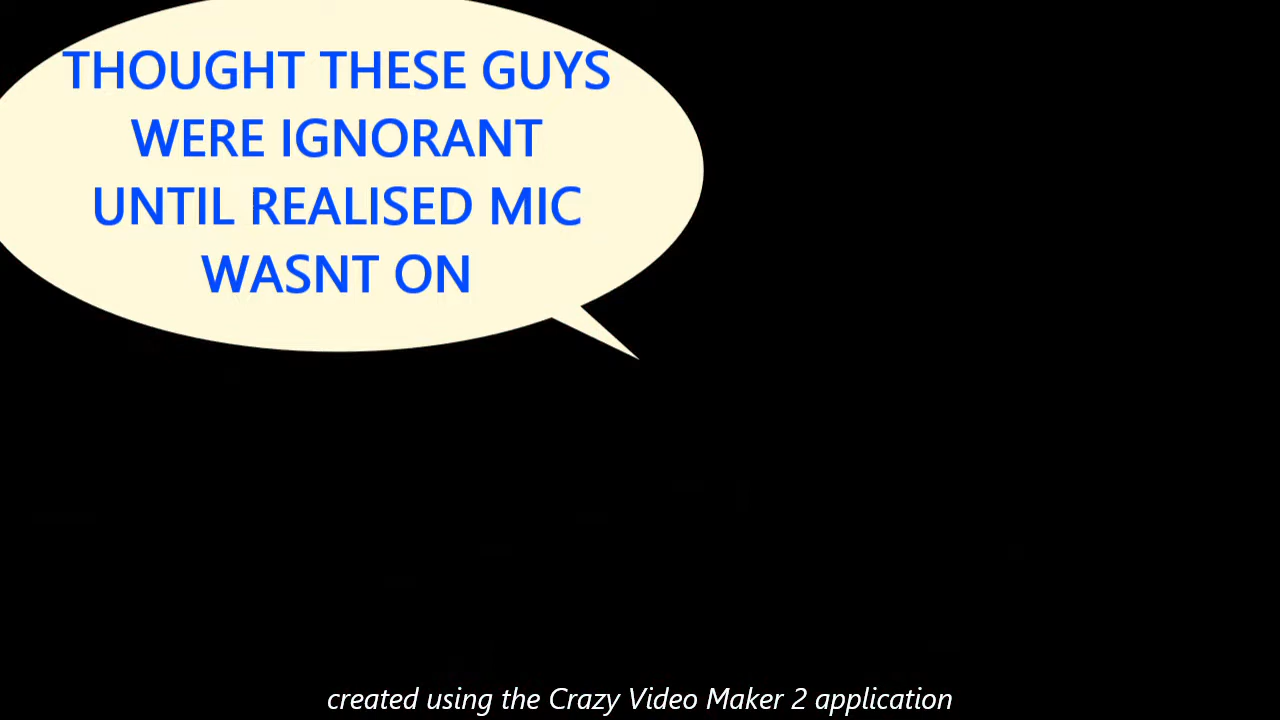 THOUGHT THESE GUYS
WERE IGNORANT
UNTIL REALISED MIC
WASNT ON
created using the Crazy Video Maker 2 application